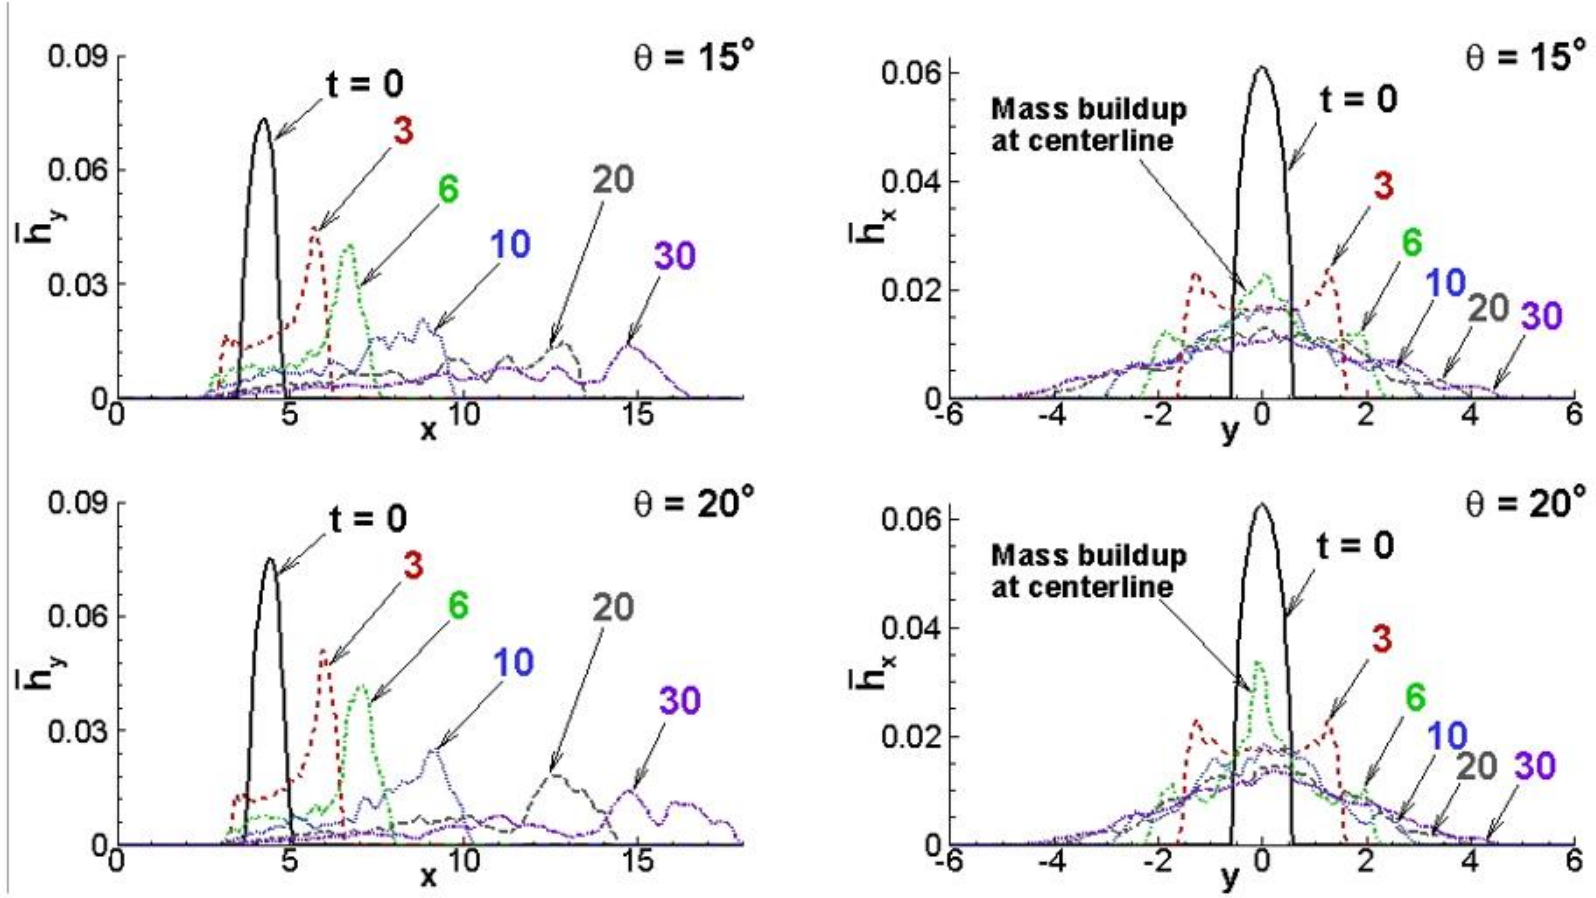 0.09
θ = 15°
t = 0
3
0.06
6
20
h̄y
10
30
0.03
0
0
5
10
15
x
0.06
θ = 15°
Mass buildup
at centerline
t = 0
0.04
3
h̄x
6
10
20
30
0.02
0
-6
-4
-2
0
2
4
6
y
0.09
θ = 20°
t = 0
3
0.06
6
20
h̄y
10
30
0.03
0
0
5
10
15
x
0.06
θ = 20°
Mass buildup
at centerline
t = 0
0.04
3
h̄x
6
10
20
30
0.02
0
-6
-4
-2
0
2
4
6
y